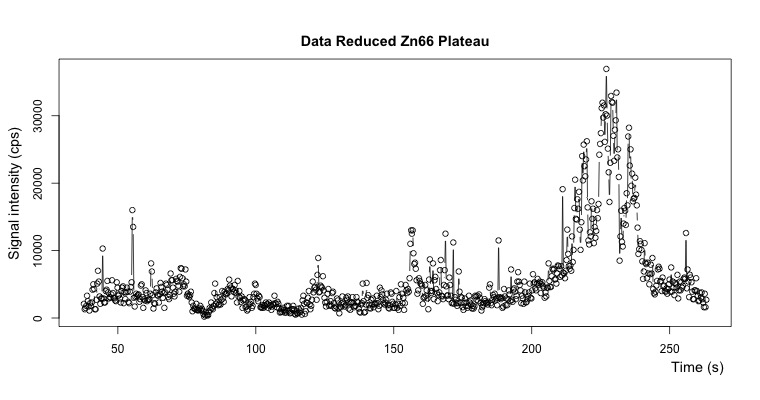 Data Reduced Zn66 Plateau
Signal intensity (cps)
30000
20000
10000
0
50 100 150 200 250
Time (s)